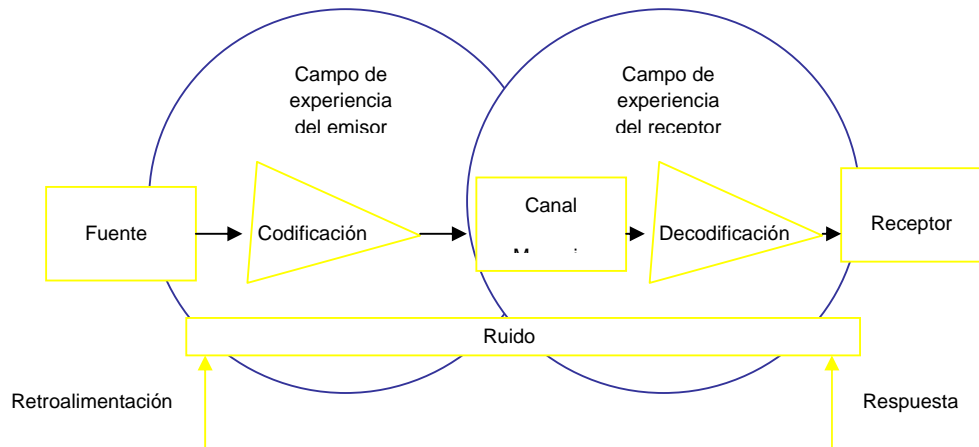 Campo de
experiencia
del emisor
Campo de
experiencia
del receptor
Fuente
Codificación
Canal
Decodificación
Receptor
Ruido
Retroalimentación
Respuesta